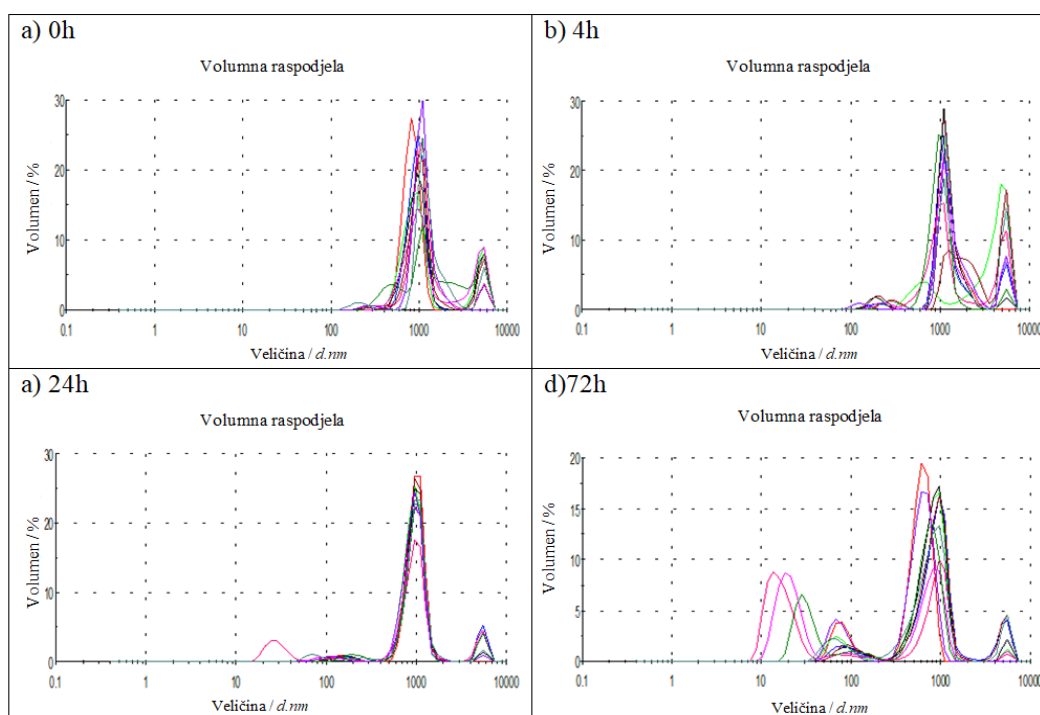 a) 0h
Volumna raspodjela
Volumen / %
30
20
10
0
0.1 1 10 100 1000 10000
Veličina / d.nm
b) 4h
Volumna raspodjela
Volumen / %
30
20
10
0
0.1 1 10 100 1000 10000
Veličina / d.nm
a) 24h
Volumna raspodjela
Volumen / %
30
20
10
0
0.1 1 10 100 1000 10000
Veličina / d.nm
d)72h
Volumna raspodjela
Volumen / %
20
15
10
5
0
0.1 1 10 100 1000 10000
Veličina / d.nm